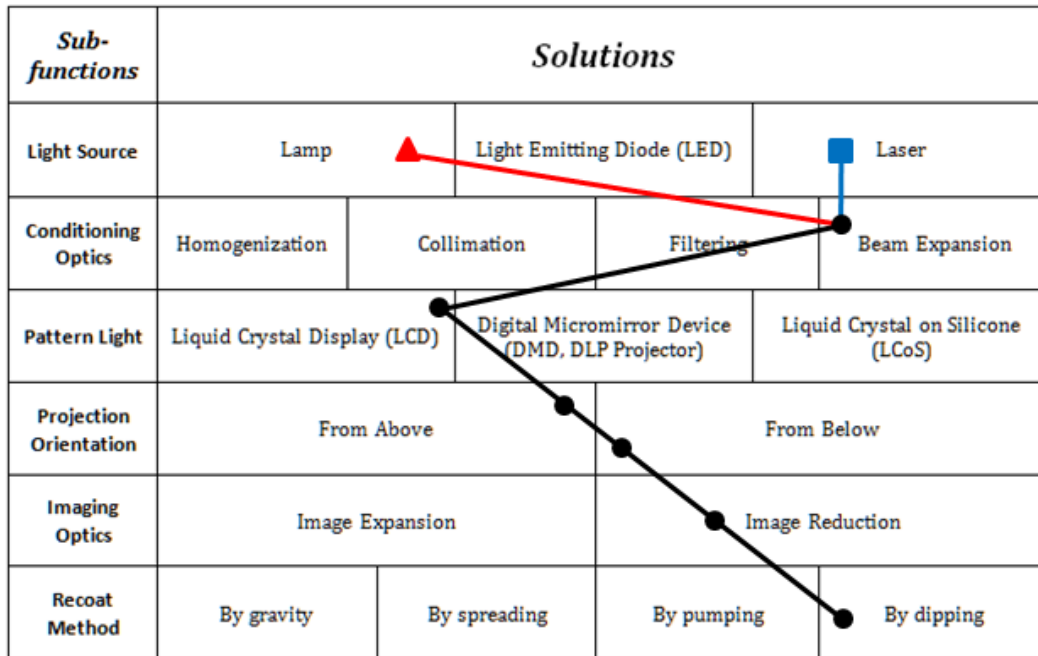 Sub-
functions
Solutions
Light Source
Lamp
Light Emitting Diode (LED)
Laser
Conditioning
Optics
Homogenization
Collimation
Filtering
Beam Expansion
Pattern Light
Liquid Crystal Display (LCD)
Digital Micromirror Device
(DMD, DLP Projector)
Liquid Crystal on Silicone
(LCoS)
Projection
Orientation
From Above
From Below
Imaging
Optics
Image Expansion
Image Reduction
Recoat
Method
By gravity
By spreading
By pumping
By dipping